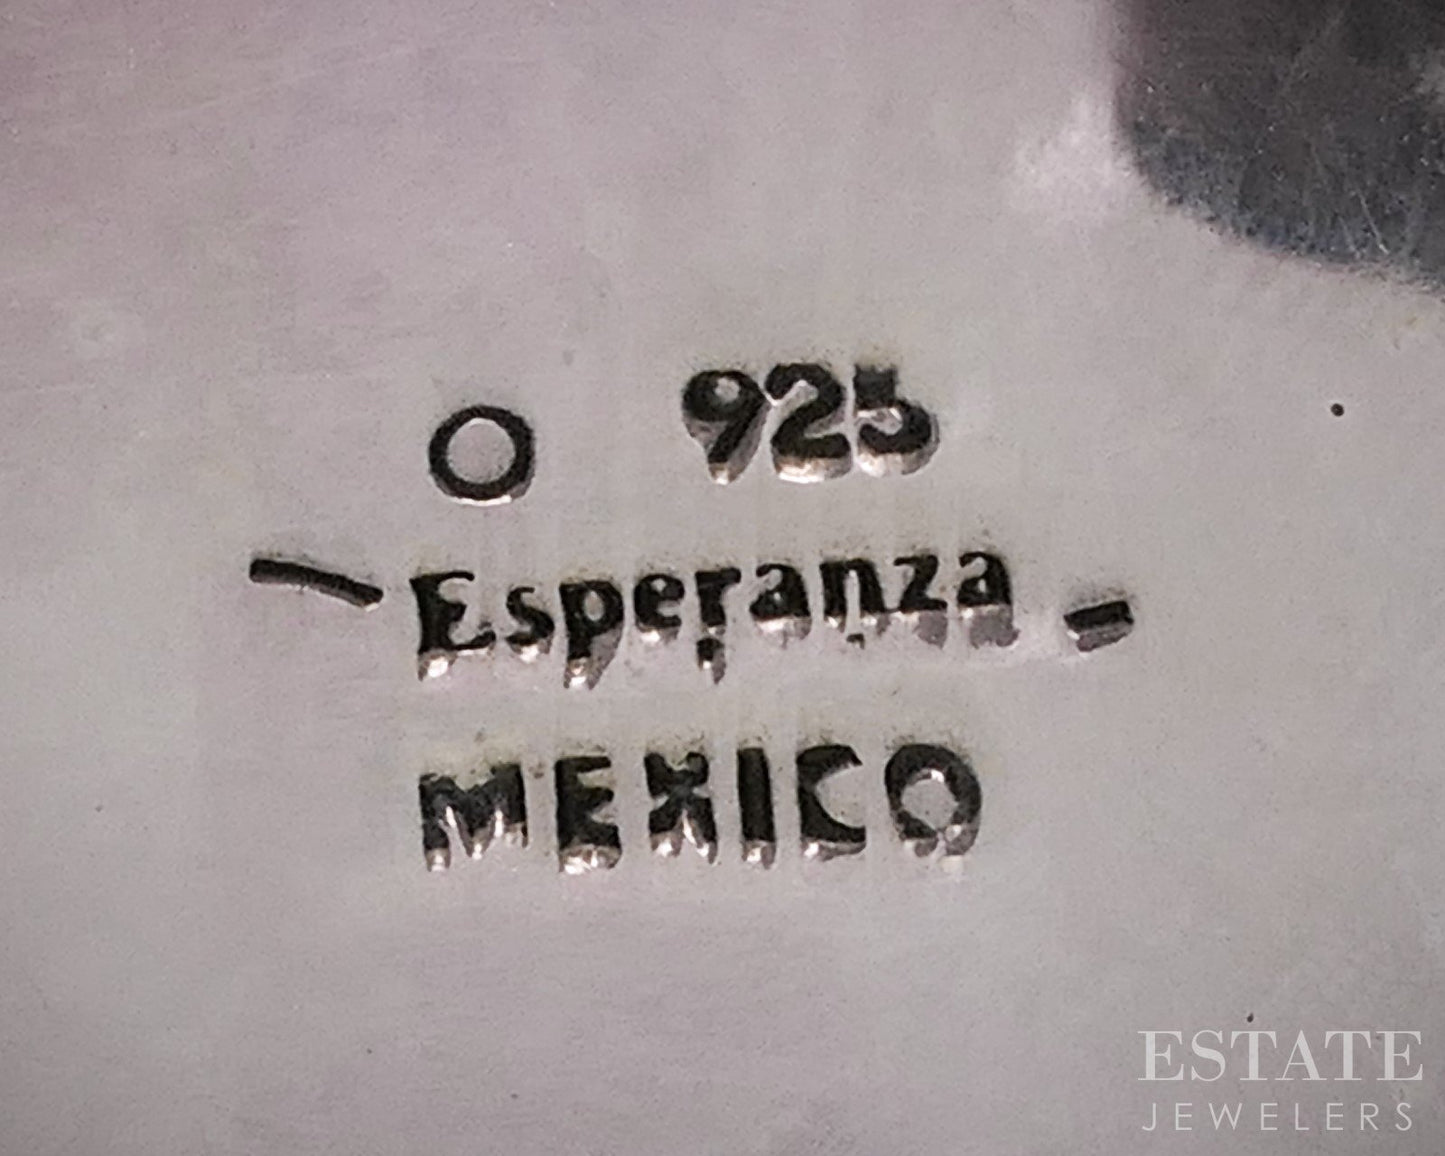 O 925
Esperanza
MEXICO
ESTATE
JEWELERS